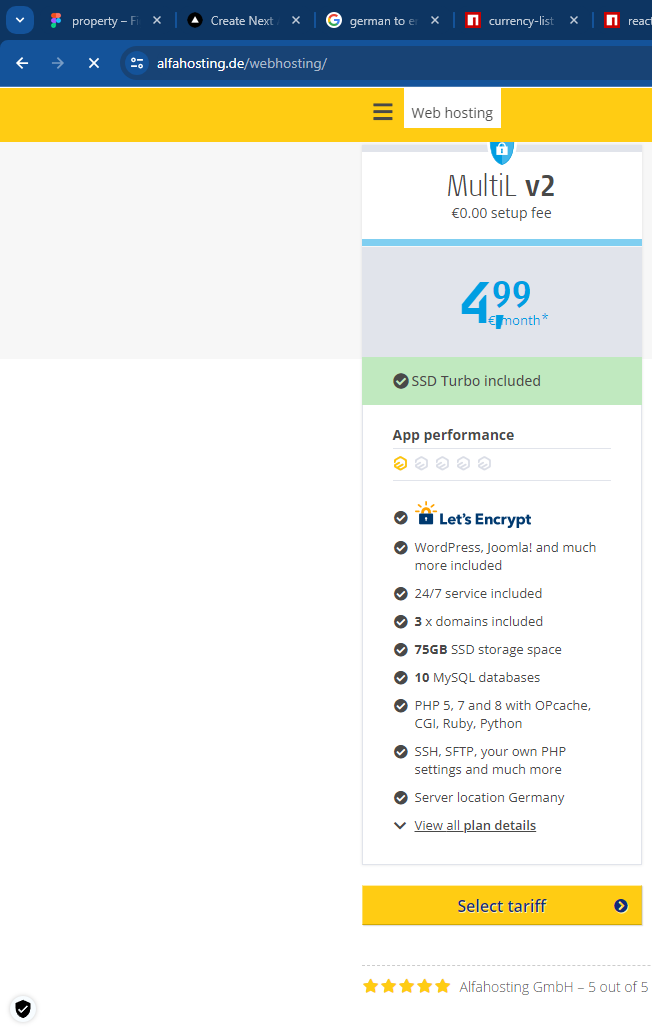 property – Fi
Create Next A
german to en
currency-list
react
alfahosting.de/webhosting/
Web hosting
MultiL v2
€0.00 setup fee
4,99
€/month*
SSD Turbo included
App performance
Let's Encrypt
WordPress, Joomla! and much
more included
24/7 service included
3 x domains included
75GB SSD storage space
10 MySQL databases
PHP 5, 7 and 8 with OPcache,
CGI, Ruby, Python
SSH, SFTP, your own PHP
settings and much more
Server location Germany
View all plan details
Select tariff
Alfahosting GmbH – 5 out of 5